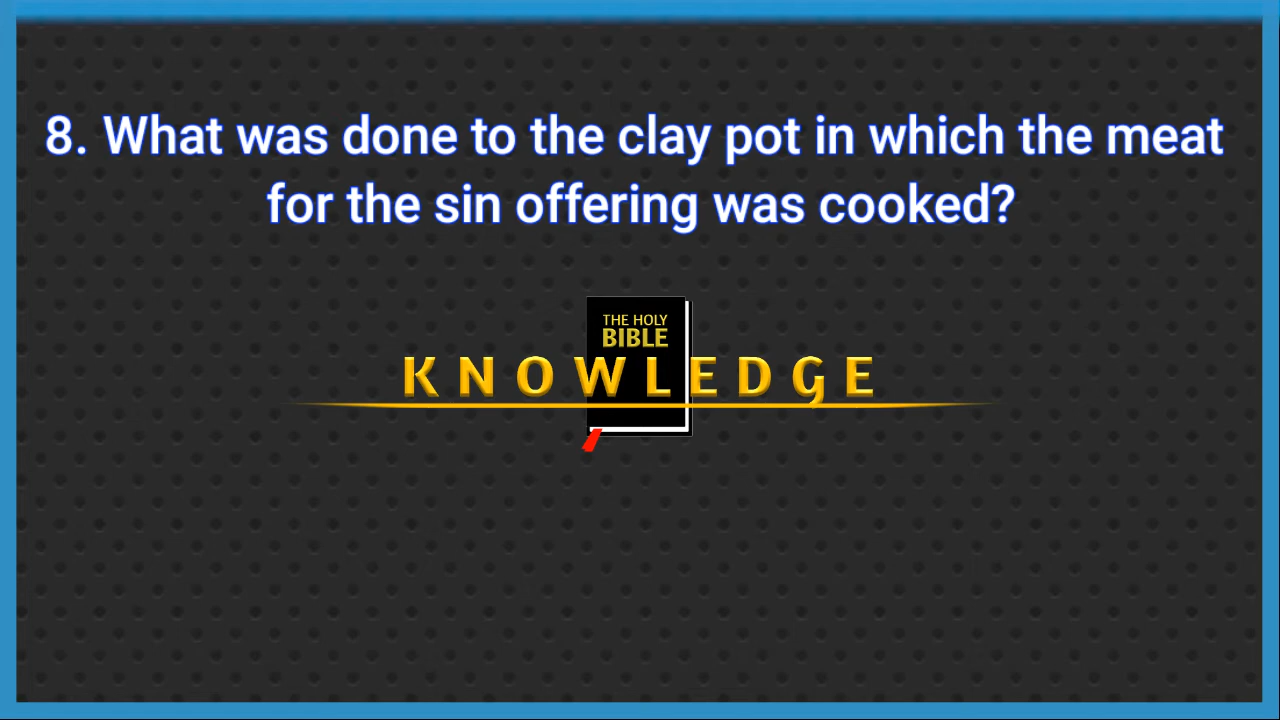 8. What was done to the clay pot in which the meat
for the sin offering was cooked?
THE HOLY
BIBLE
KNOWLEDGE